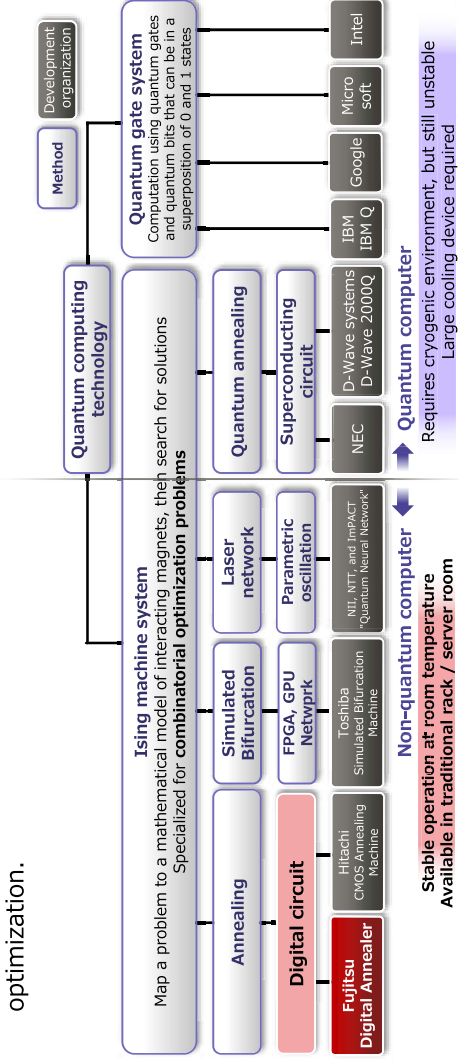 optimization.
Method
Development
organization
Quantum computing
technology
Ising machine system
Map a problem to a mathematical model of interacting magnets, then search for solutions
Specialized for combinatorial optimization problems
Quantum gate system
Computation using quantum gates
and quantum bits that can be in a
superposition of 0 and 1 states
Annealing
Simulated
Bifurcation
Laser
network
Quantum annealing
Digital circuit
FPGA, GPU
Netwprk
Parametric
oscillation
Superconducting
circuit
Fujitsu
Digital Annealer
Hitachi
CMOS Annealing
Machine
Toshiba
Simulated Bifurcation
Machine
NII, NTT, and ImPACT
"Quantum Neural Network"
NEC
D-Wave systems
D-Wave 2000Q
IBM
IBM Q
Google
Micro
soft
Intel
Non-quantum computer
Quantum computer
Stable operation at room temperature
Available in traditional rack / server room
Requires cryogenic environment, but still unstable
Large cooling device required